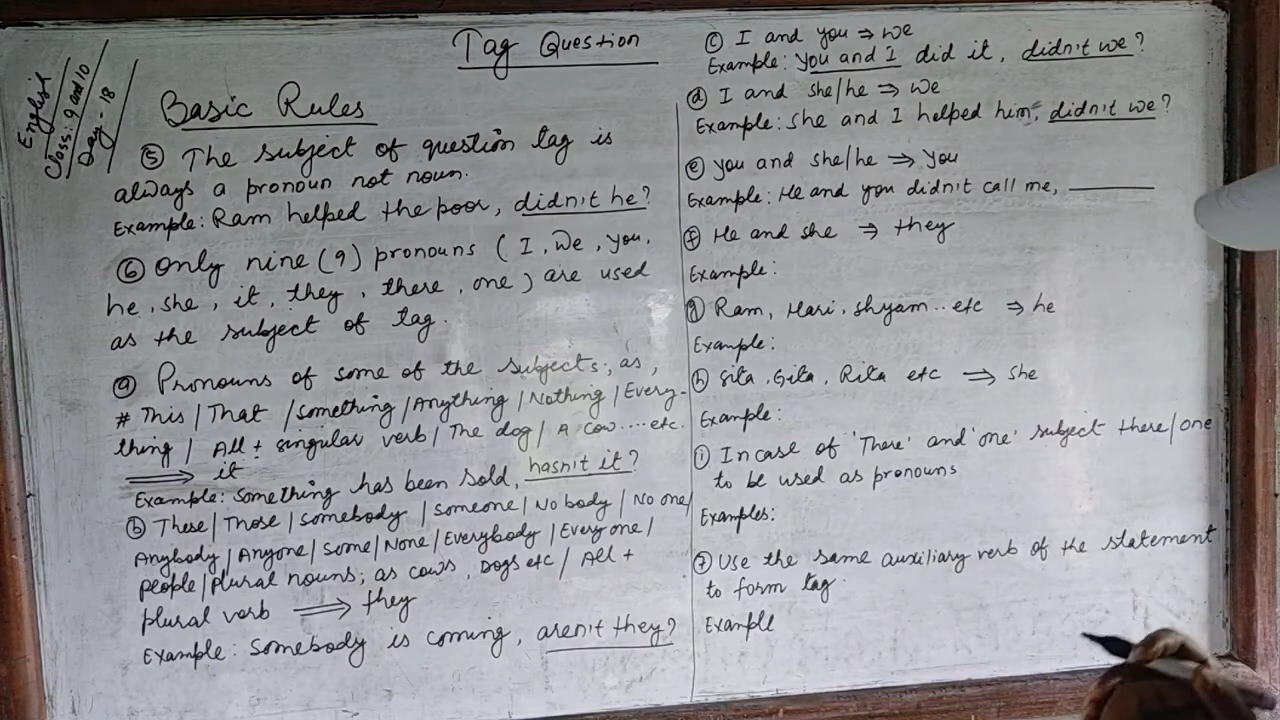 Tag Question
English
Class: 9 and 10
Day - 18
Basic Rules
⑤ The subject of question tag is
always a pronoun not noun.
Example: Ram helped the poor, didn't he?
⑥ Only nine (9) pronouns (I, we, you,
he, she, it, they, there, one) are used
as the subject of tag.
ⓐ Pronouns of some of the subjects; as,
# This / That / something / Anything / Nothing / Every-
thing / All + singular verb / The dog / A cow.... etc.
⟹ it
Example: Something has been sold, hasn't it?
ⓑ These / Those / somebody / someone / No body / No one /
Anybody / Anyone / Some / None / Everybody / Every one /
people / plural nouns; as cows, Dogs etc / All +
plural verb ⟹ they
Example: Somebody is coming, aren't they?
ⓒ I and you ⇒ we
Example: You and I did it, didn't we?
ⓓ I and she/he ⇒ we
Example: She and I helped him, didn't we?
ⓔ you and she/he ⇒ you
Example: He and you didn't call me, ______
ⓕ He and she ⇒ they
Example:
ⓖ Ram, Hari, Shyam .. etc ⇒ he
Example:
ⓗ Sita, Gita, Rita etc ⇒ she
Example:
ⓘ In case of 'There' and 'one' subject there/one
to be used as pronouns
Examples:
⑦ Use the same auxiliary verb of the statement
to form tag.
Example